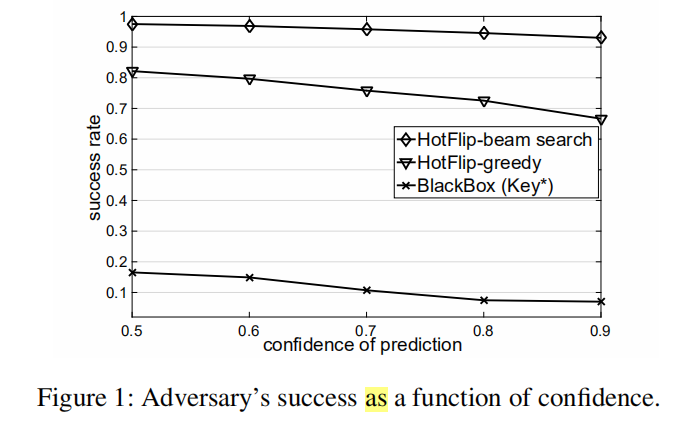 1
0.9
0.8
0.7
0.6
0.5
0.4
0.3
0.2
0.1
success rate
HotFlip-beam search
HotFlip-greedy
BlackBox (Key*)
0.5 0.6 0.7 0.8 0.9
confidence of prediction
Figure 1: Adversary's success as a function of confidence.